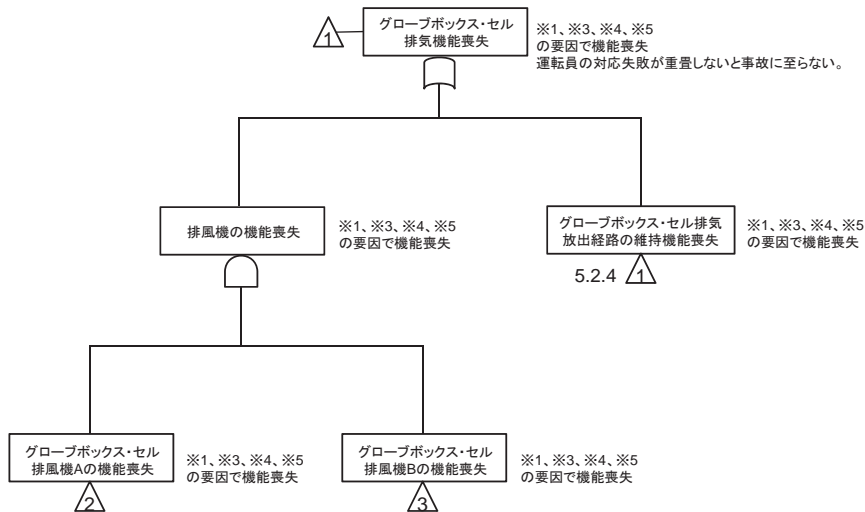 1
グローブボックス・セル
排気機能喪失
※1、※3、※4、※5
の要因で機能喪失
運転員の対応失敗が重畳しないと事故に至らない。
排風機の機能喪失
※1、※3、※4、※5
の要因で機能喪失
グローブボックス・セル排気
放出経路の維持機能喪失
※1、※3、※4、※5
の要因で機能喪失
5.2.4 1
グローブボックス・セル
排風機Aの機能喪失
※1、※3、※4、※5
の要因で機能喪失
2
グローブボックス・セル
排風機Bの機能喪失
※1、※3、※4、※5
の要因で機能喪失
3